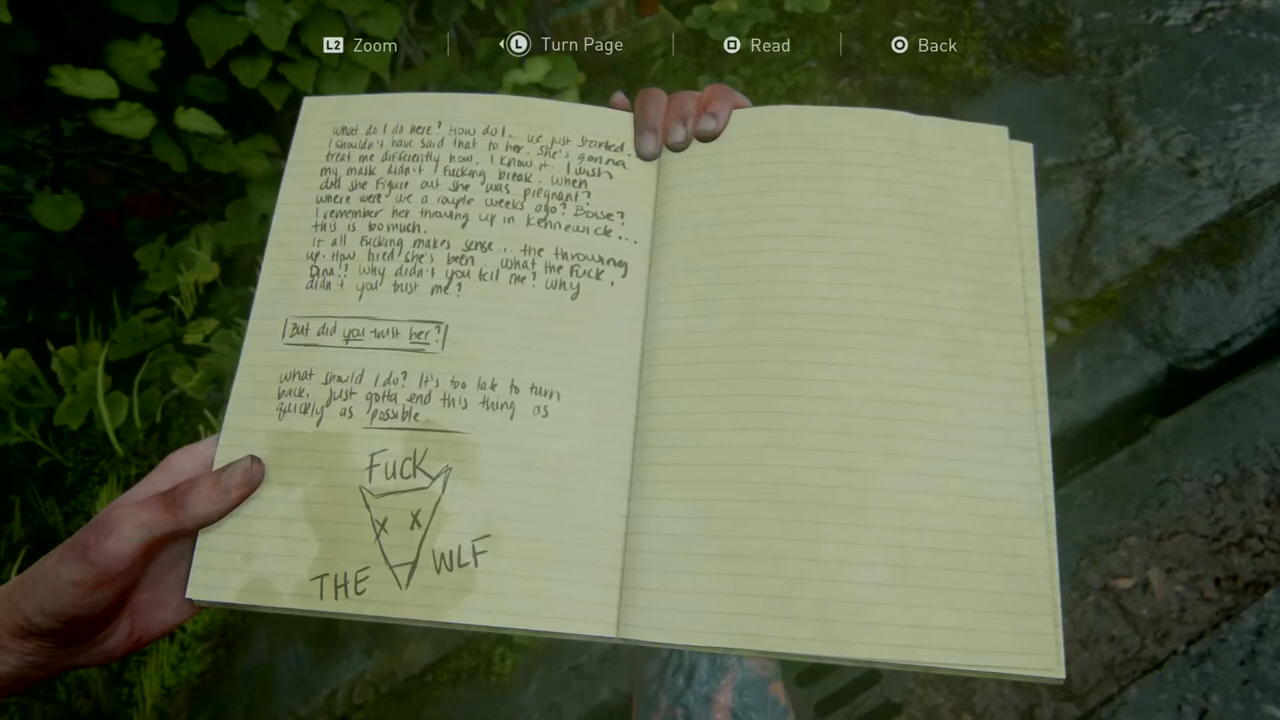 L2 Zoom L Turn Page Read Back
What do I do here? How do I... we just started.
I shouldn't have said that to her. She's gonna
treat me differently now. I know it. I wish
my mask didn't fucking break. When
did she figure out she was pregnant?
where were we a couple weeks ago? Boise?
I remember her throwing up in Kennewick...
this is too much.
It all fucking makes sense... the throwing
up. How tired she's been. What the fuck,
Dina!? Why didn't you tell me? Why
didn't you trust me?
But did you trust her?
What should I do? It's too late to turn
back. Just gotta end this thing as
quickly as possible
FUCK
THE WLF